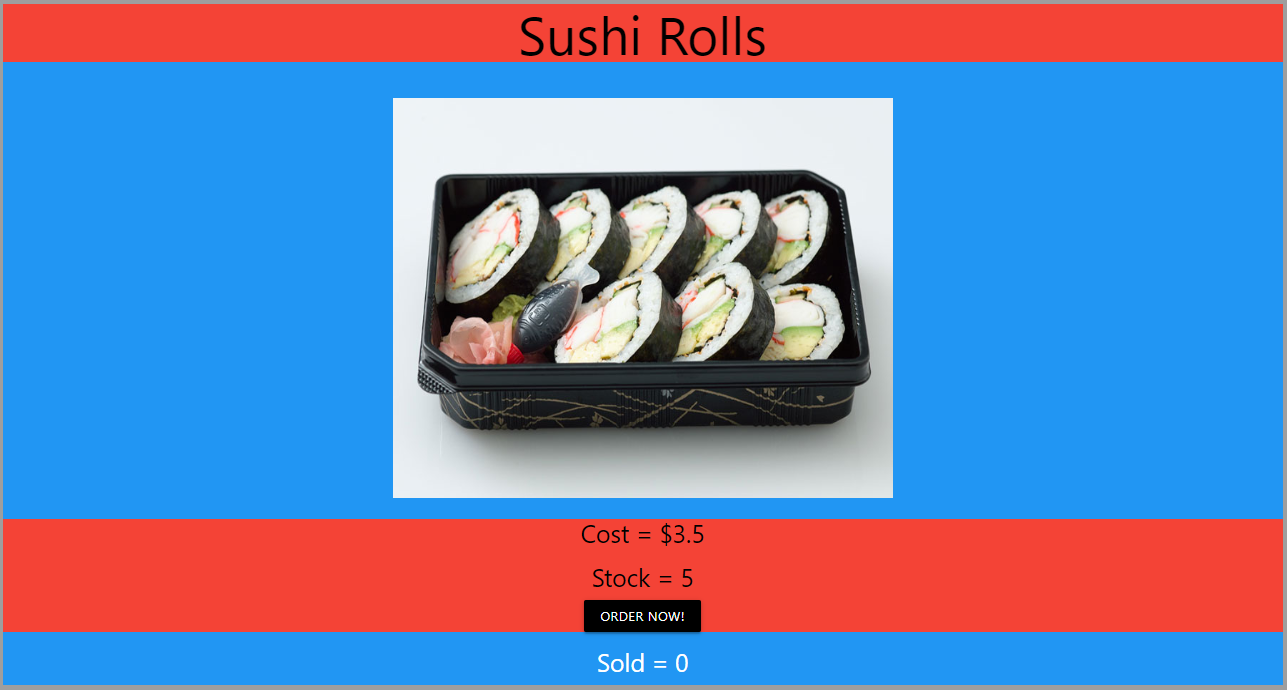 Sushi Rolls
Cost = $3.5
Stock = 5
ORDER NOW!
Sold = 0